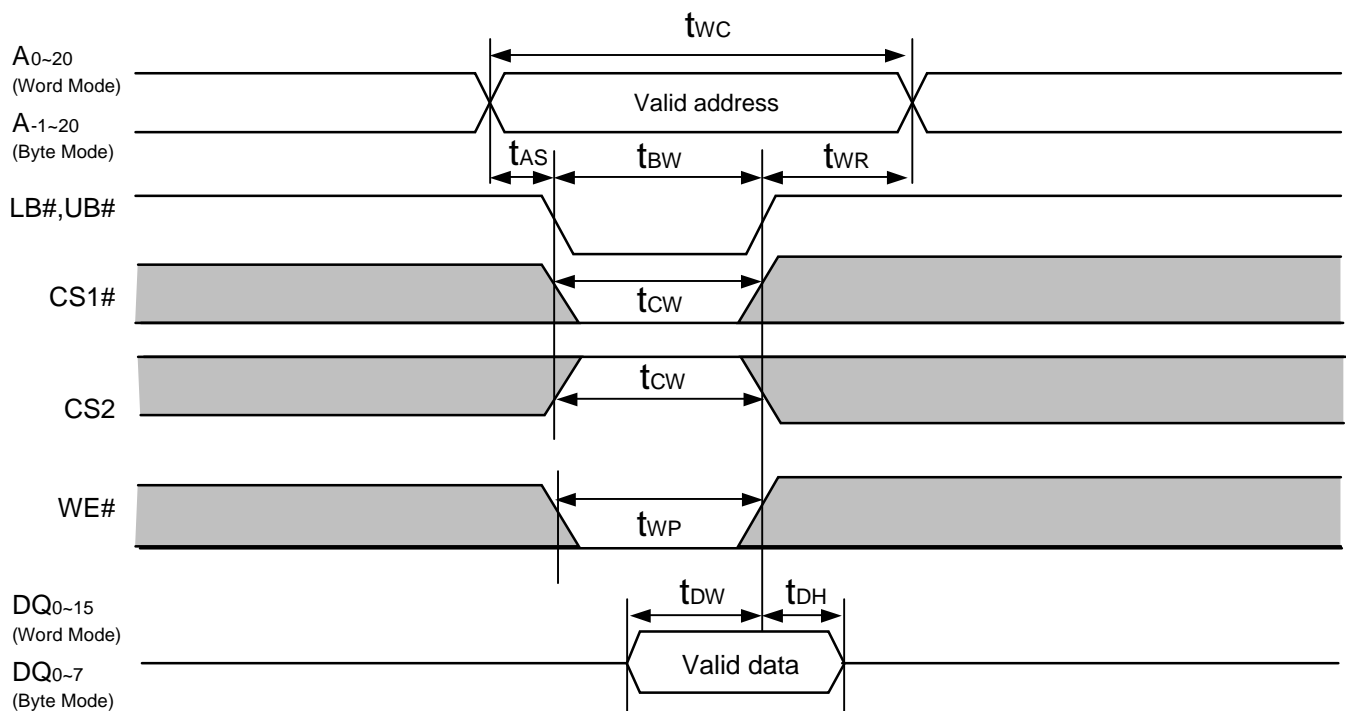 tWC
A0~20
(Word Mode)
Valid address
A-1~20
(Byte Mode)
tAS tBW tWR
LB#,UB#
CS1#
tCW
tCW
CS2
WE#
tWP
DQ0~15
(Word Mode)
tDW tDH
DQ0~7
(Byte Mode)
Valid data